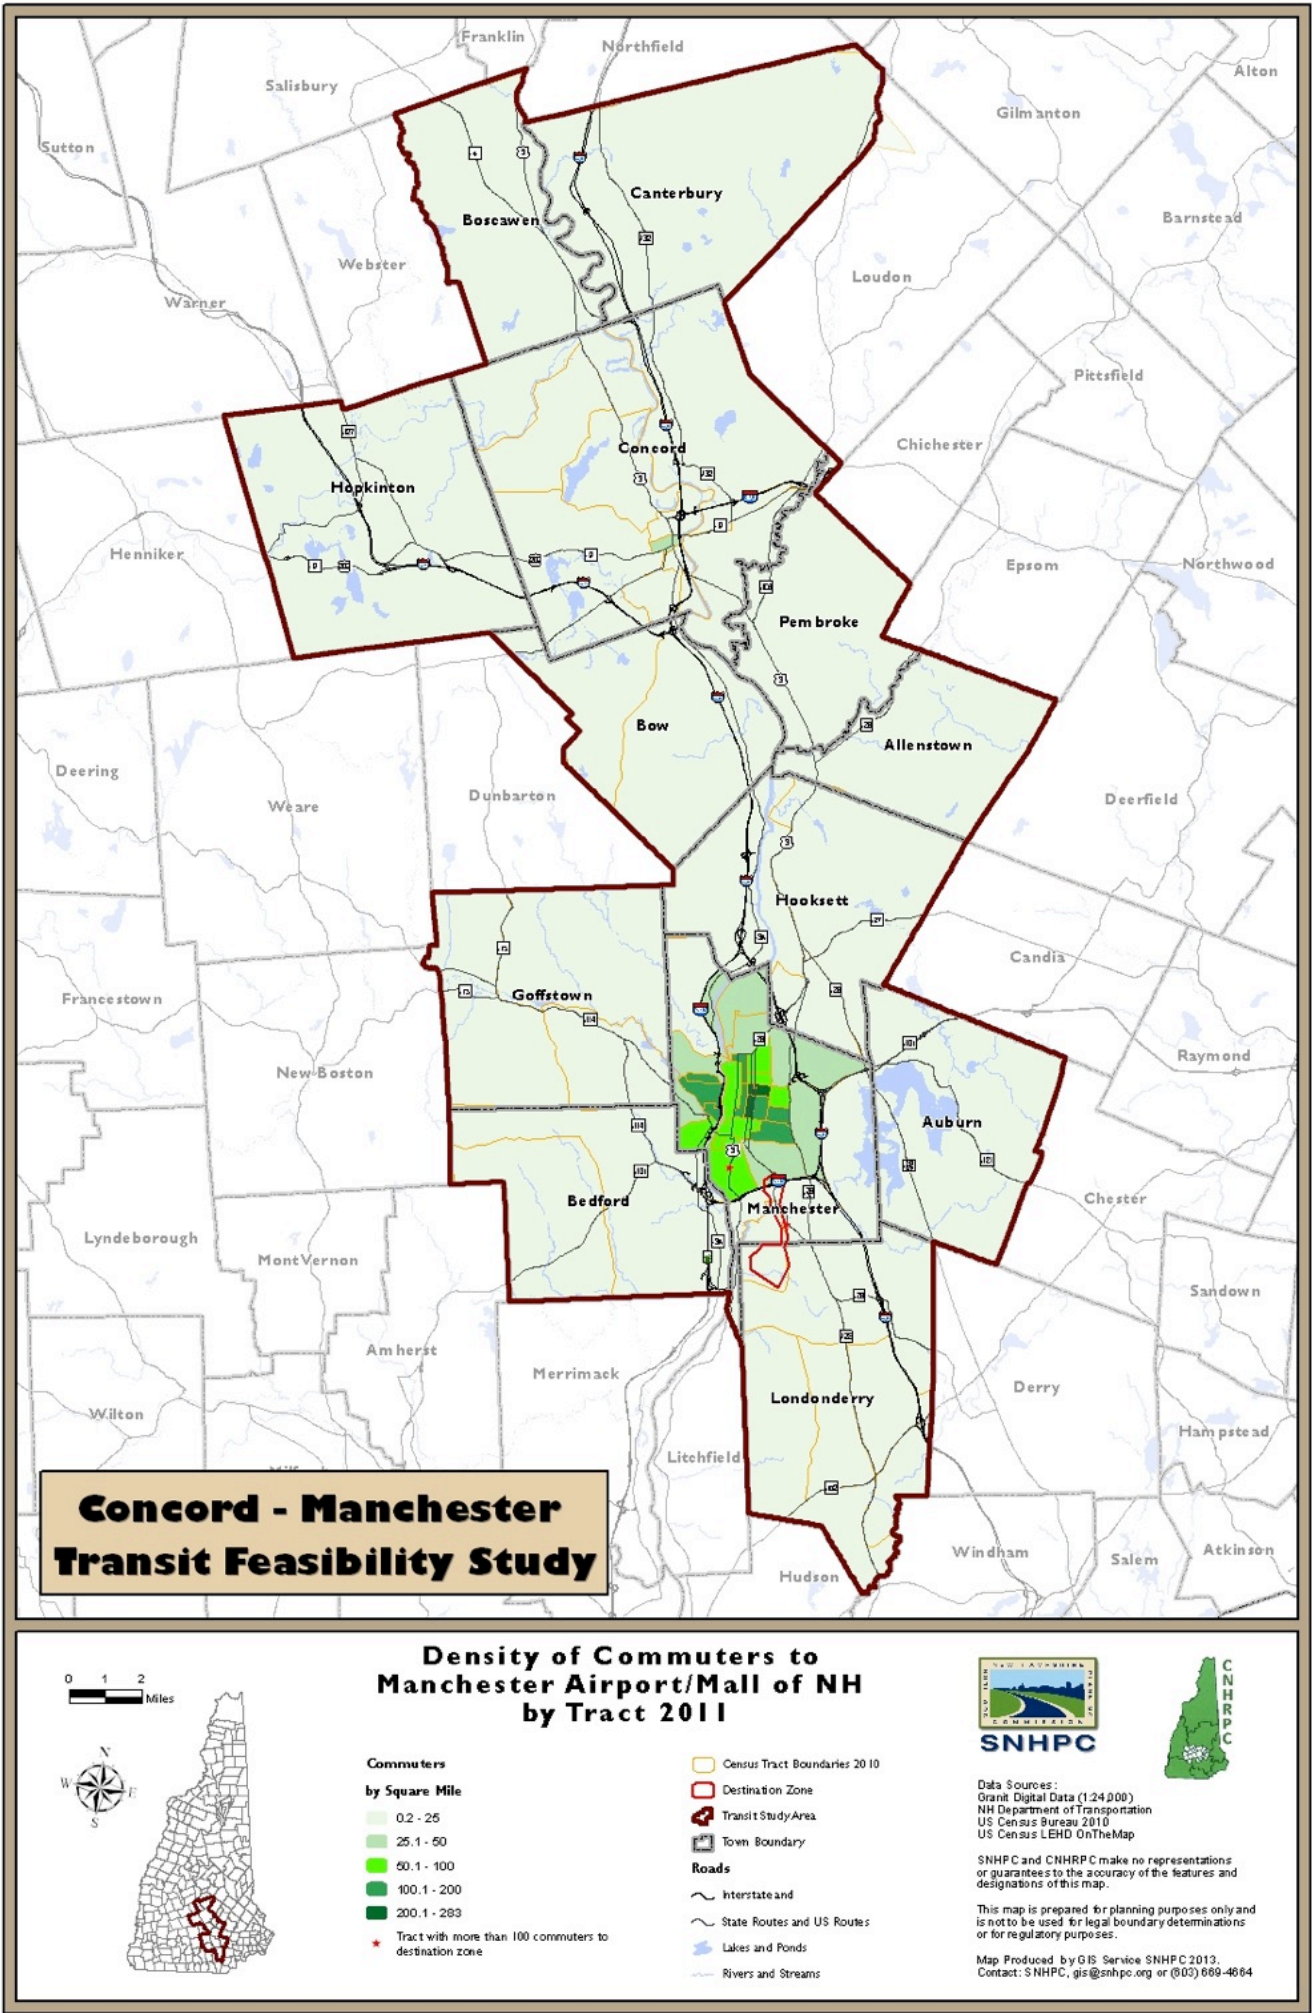 Franklin
Northfield
Salisbury
Alton
Gilmanton
Sutton
Canterbury
Boscawen
Barnstead
Webster
Loudon
Warner
Pittsfield
Chichester
Concord
Hopkinton
Henniker
Epsom
Northwood
Pembroke
Bow
Allenstown
Deering
Weare
Dunbarton
Deerfield
Hooksett
Candia
Francestown
Goffstown
New Boston
Raymond
Auburn
Bedford
Chester
Manchester
Lyndeborough
Mont Vernon
Sandown
Amherst
Merrimack
Derry
Londonderry
Wilton
Hampstead
Litchfield
Windham
Salem
Atkinson
Hudson
Concord - Manchester
Transit Feasibility Study
Density of Commuters to
Manchester Airport/Mall of NH
by Tract 2011
0 1 2
Miles
N
W
E
S
Commuters
by Square Mile
0.2 - 25
25.1 - 50
50.1 - 100
100.1 - 200
200.1 - 283
Tract with more than 100 commuters to
destination zone
Census Tract Boundaries 2010
Destination Zone
Transit Study Area
Town Boundary
Roads
Interstate and
State Routes and US Routes
Lakes and Ponds
Rivers and Streams
SNHPC
CNHRPC
Data Sources:
Granit Digital Data (1:24,000)
NH Department of Transportation
US Census Bureau 2010
US Census LEHD OnTheMap
SNHPC and CNHRPC make no representations
or guarantees to the accuracy of the features and
designations of this map.
This map is prepared for planning purposes only and
is not to be used for legal boundary determinations
or for regulatory purposes.
Map Produced by GIS Service SNHPC 2013.
Contact: SNHPC, gis@snhpc.org or (603) 669-4664